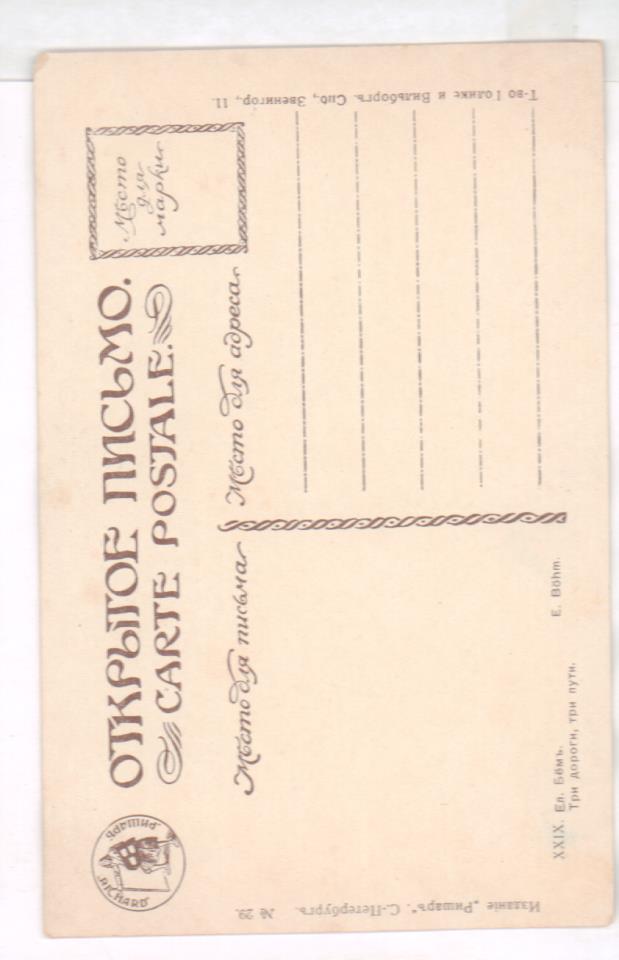 ОТКРЫТОЕ ПИСЬМО.
CARTE POSTALE.
Мѣсто
для
марки
Мѣсто для письма
Мѣсто для адреса
"РИШАРЪ"
"RICHARD"
XXIX. Ел. Бёмъ.
E. Böhm.
Три дороги, три пути.
Изданіе „Ришаръ". С.-Петербургъ. № 29.
Т-во Голике и Вильборгъ. Спб., Звенигор., 11.